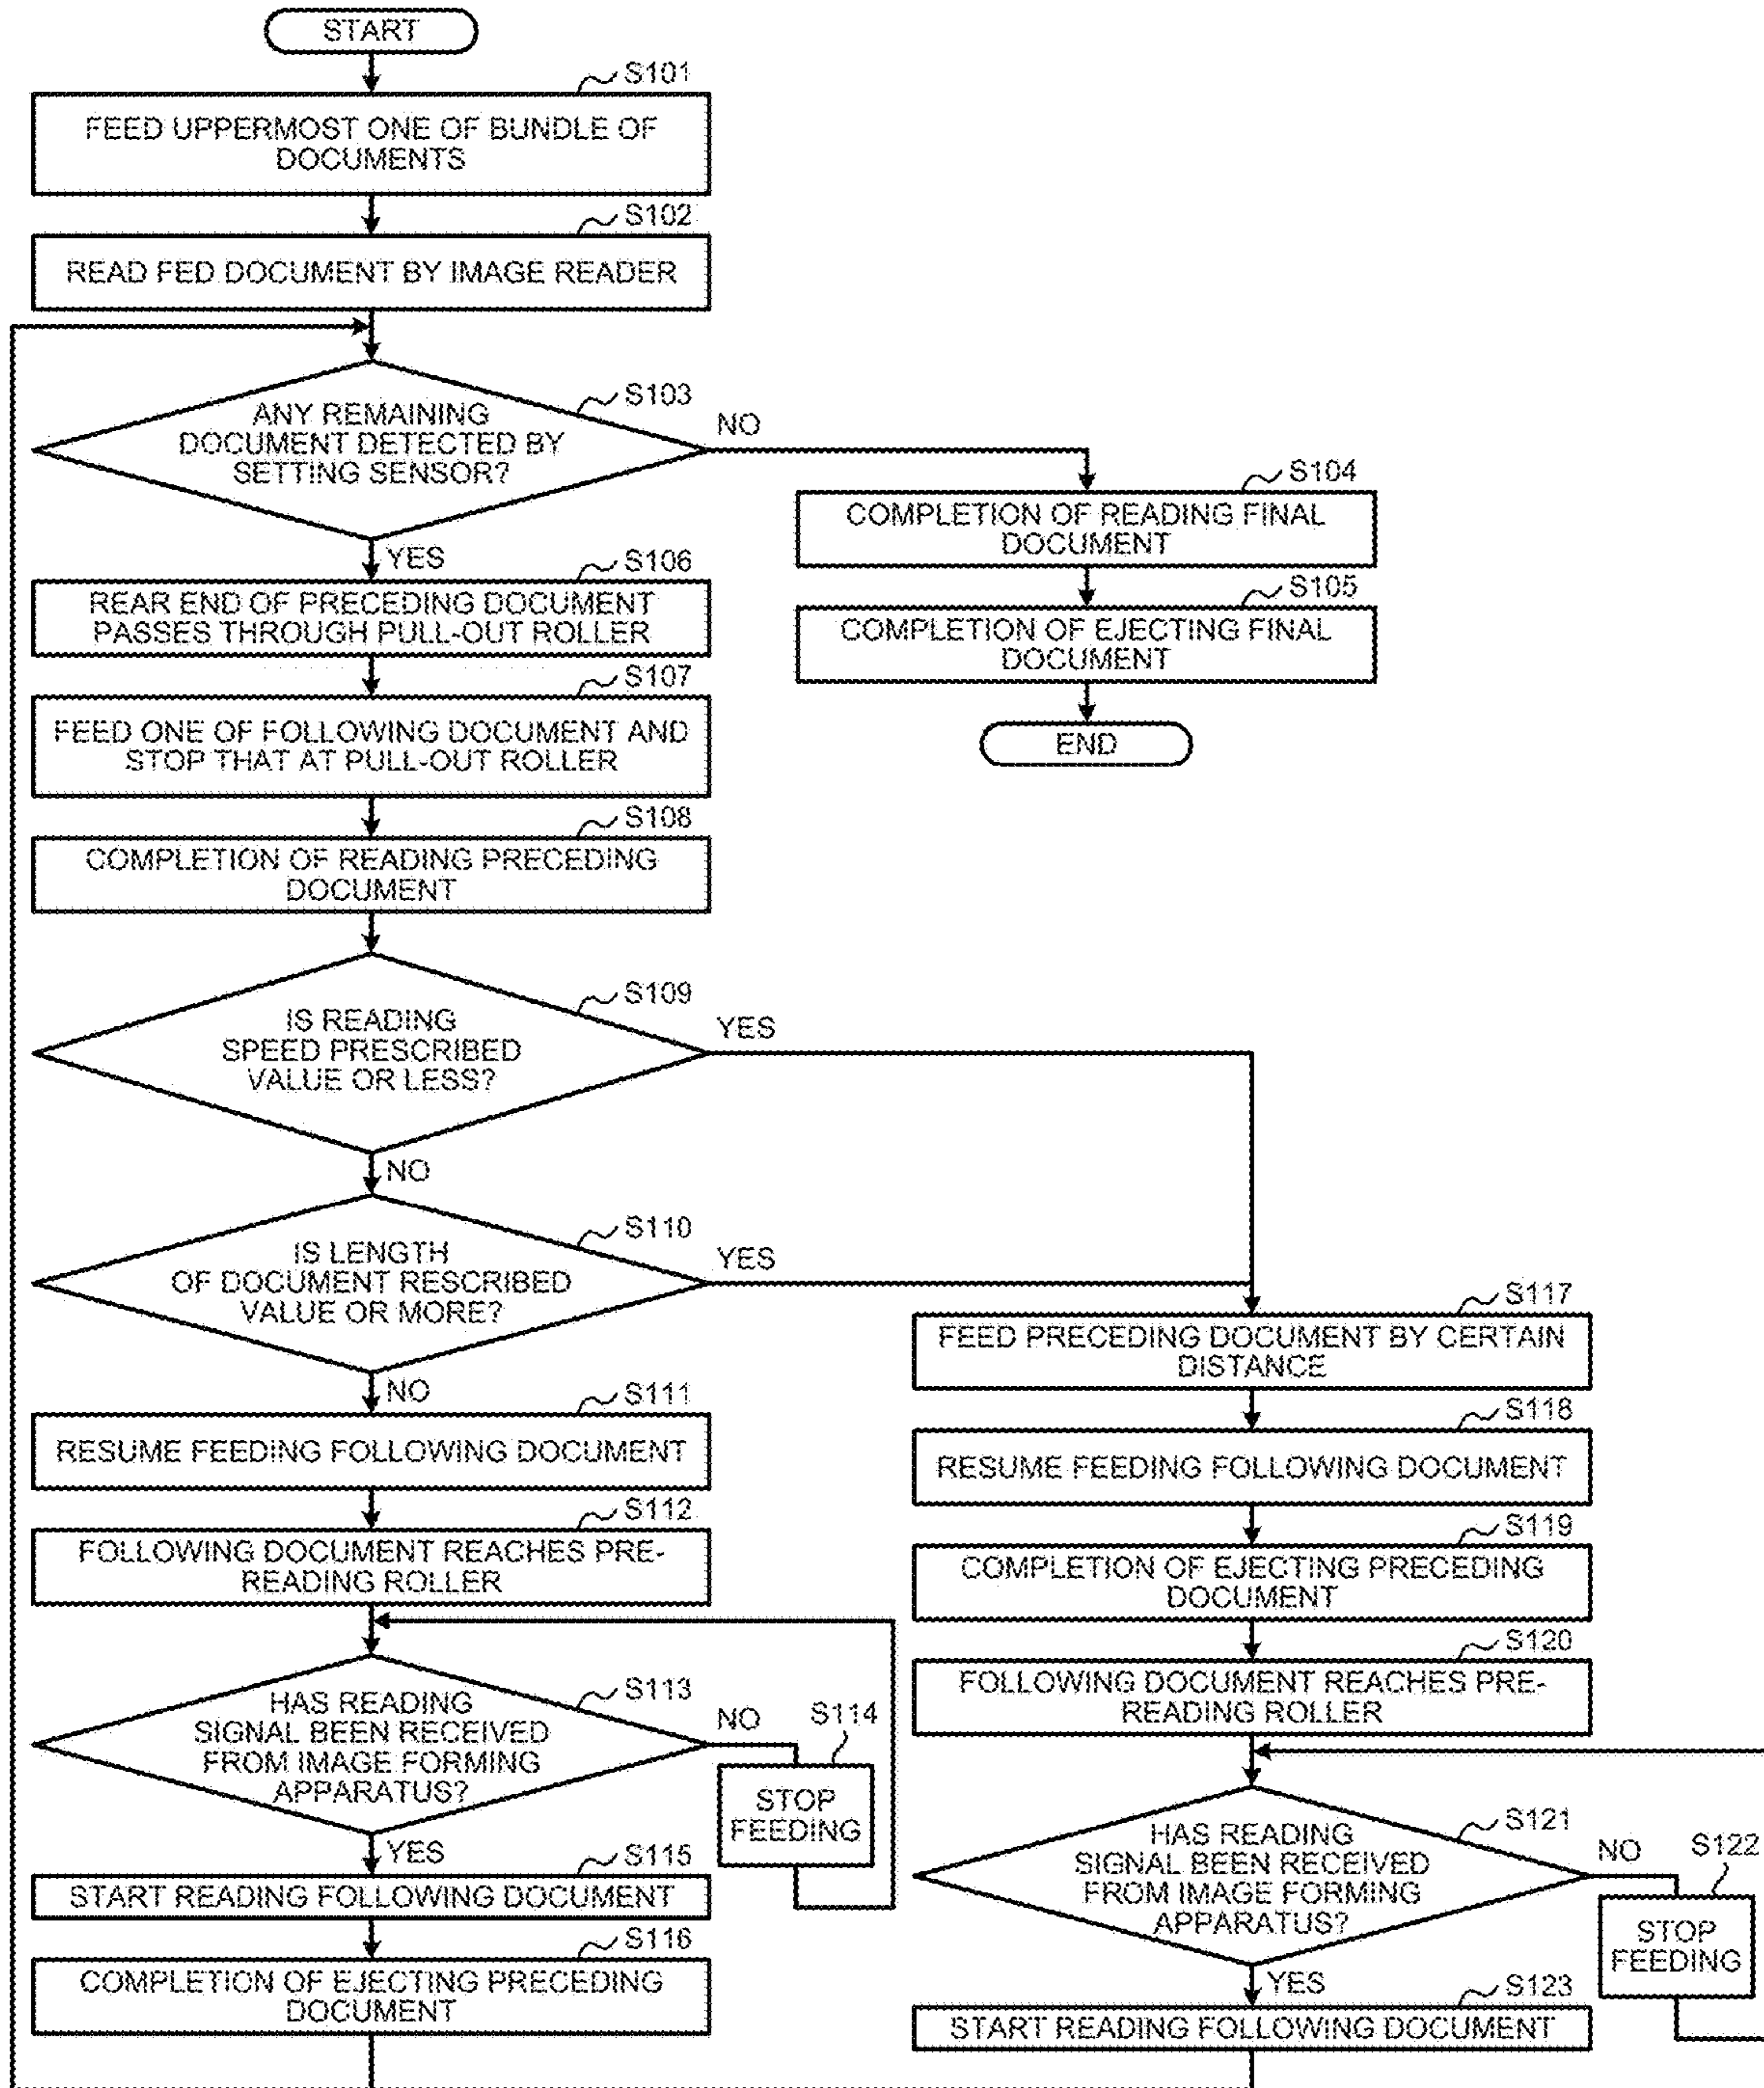 START
S101
FEED UPPERMOST ONE OF BUNDLE OF
DOCUMENTS
S102
READ FED DOCUMENT BY IMAGE READER
S103
ANY REMAINING
DOCUMENT DETECTED BY
SETTING SENSOR?
NO
YES
S104
COMPLETION OF READING FINAL
DOCUMENT
S105
COMPLETION OF EJECTING FINAL
DOCUMENT
END
S106
REAR END OF PRECEDING DOCUMENT
PASSES THROUGH PULL-OUT ROLLER
S107
FEED ONE OF FOLLOWING DOCUMENT AND
STOP THAT AT PULL-OUT ROLLER
S108
COMPLETION OF READING PRECEDING
DOCUMENT
S109
IS READING
SPEED PRESCRIBED
VALUE OR LESS?
YES
NO
S110
IS LENGTH
OF DOCUMENT RESCRIBED
VALUE OR MORE?
YES
NO
S111
RESUME FEEDING FOLLOWING DOCUMENT
S112
FOLLOWING DOCUMENT REACHES PRE-
READING ROLLER
S113
HAS READING
SIGNAL BEEN RECEIVED
FROM IMAGE FORMING
APPARATUS?
NO
S114
STOP
FEEDING
YES
S115
START READING FOLLOWING DOCUMENT
S116
COMPLETION OF EJECTING PRECEDING
DOCUMENT
S117
FEED PRECEDING DOCUMENT BY CERTAIN
DISTANCE
S118
RESUME FEEDING FOLLOWING DOCUMENT
S119
COMPLETION OF EJECTING PRECEDING
DOCUMENT
S120
FOLLOWING DOCUMENT REACHES PRE-
READING ROLLER
S121
HAS READING
SIGNAL BEEN RECEIVED
FROM IMAGE FORMING
APPARATUS?
NO
S122
STOP
FEEDING
YES
S123
START READING FOLLOWING DOCUMENT